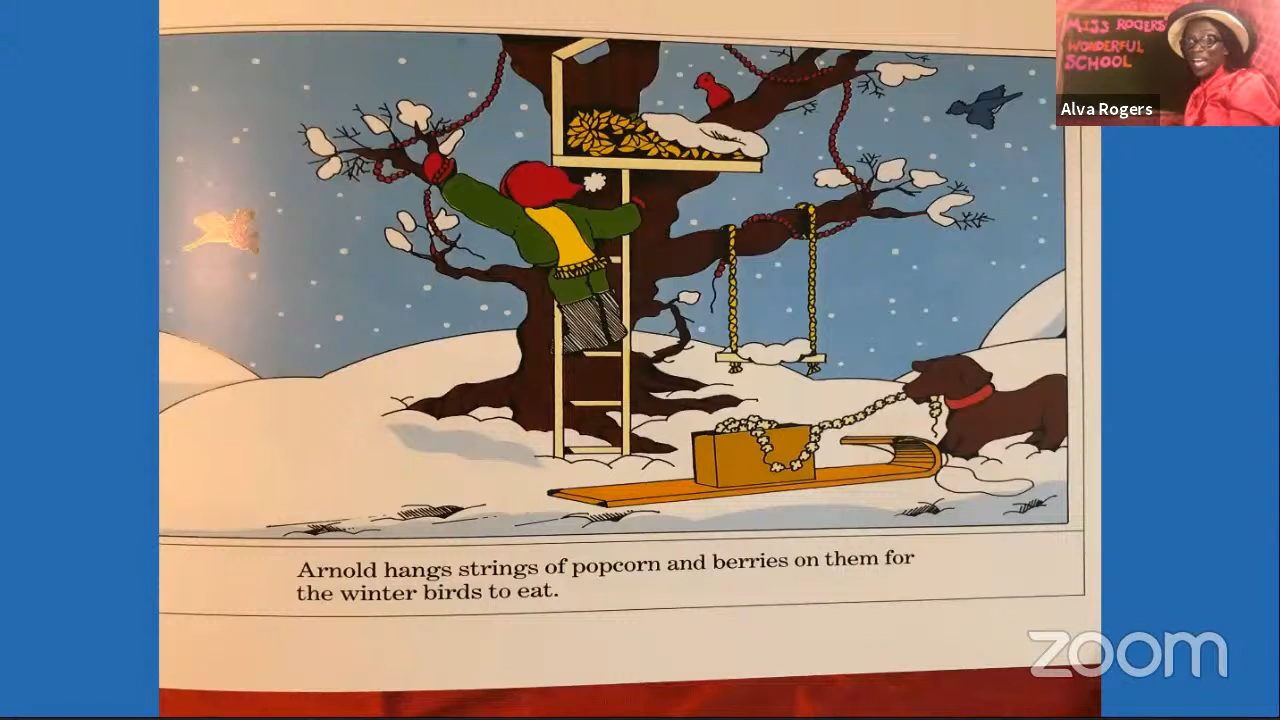 MISS ROGERS
WONDERFUL
SCHOOL
Alva Rogers
Arnold hangs strings of popcorn and berries on them for
the winter birds to eat.
zoom